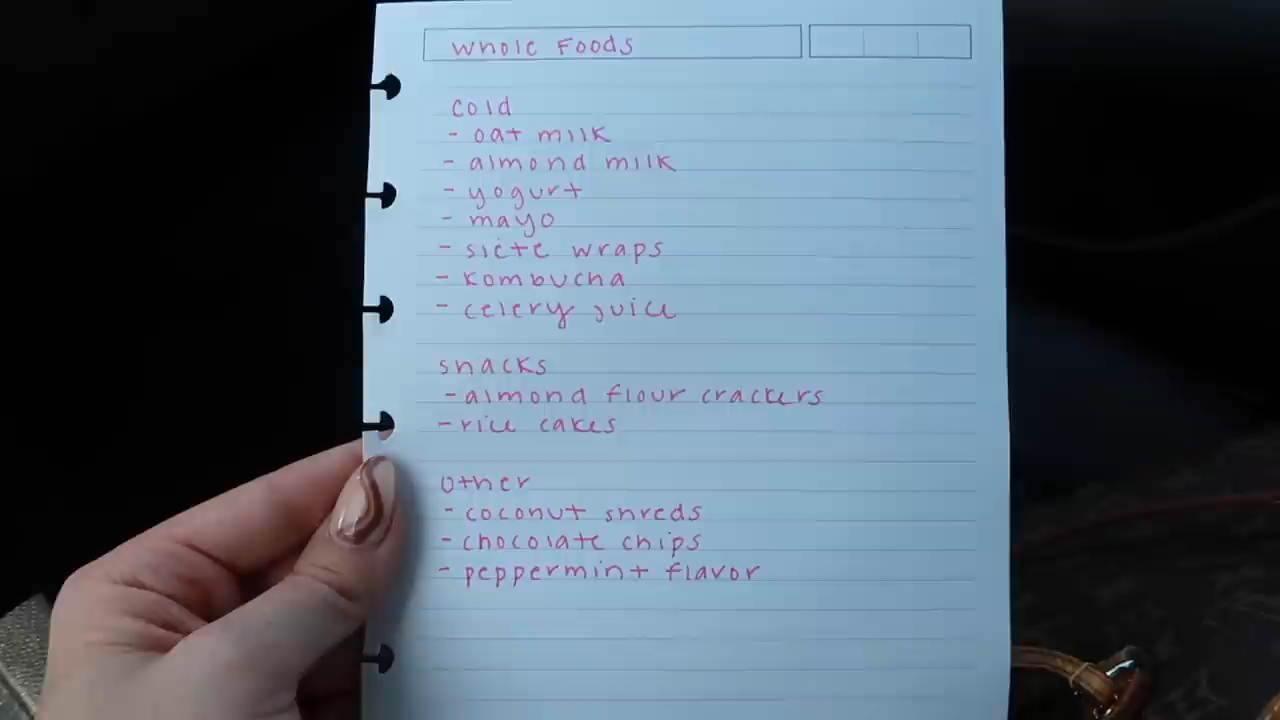 Whole Foods
cold
- oat milk
- almond milk
- yogurt
- mayo
- siete wraps
- kombucha
- celery juice
snacks
- almond flour crackers
- rice cakes
other
- coconut shreds
- chocolate chips
- peppermint flavor